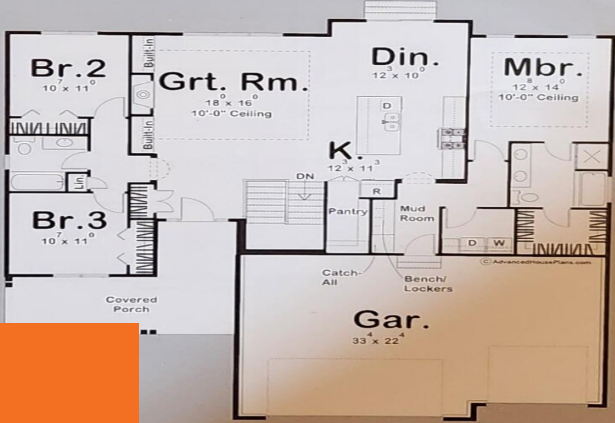 Br.2
10⁷ x 11⁰
Built-In
Grt. Rm.
18⁰ x 16⁰
10'-0" Ceiling
Built-In
Din.
12³ x 10⁰
Mbr.
12⁸ x 14⁰
10'-0" Ceiling
D
K.
12³ x 11³
Lin.
DN
R
Br.3
10⁷ x 11⁰
Pantry
Mud
Room
D W
© AdvancedHousePlans.com
Catch-
All
Bench/
Lockers
Covered
Porch
Gar.
33⁴ x 22⁴